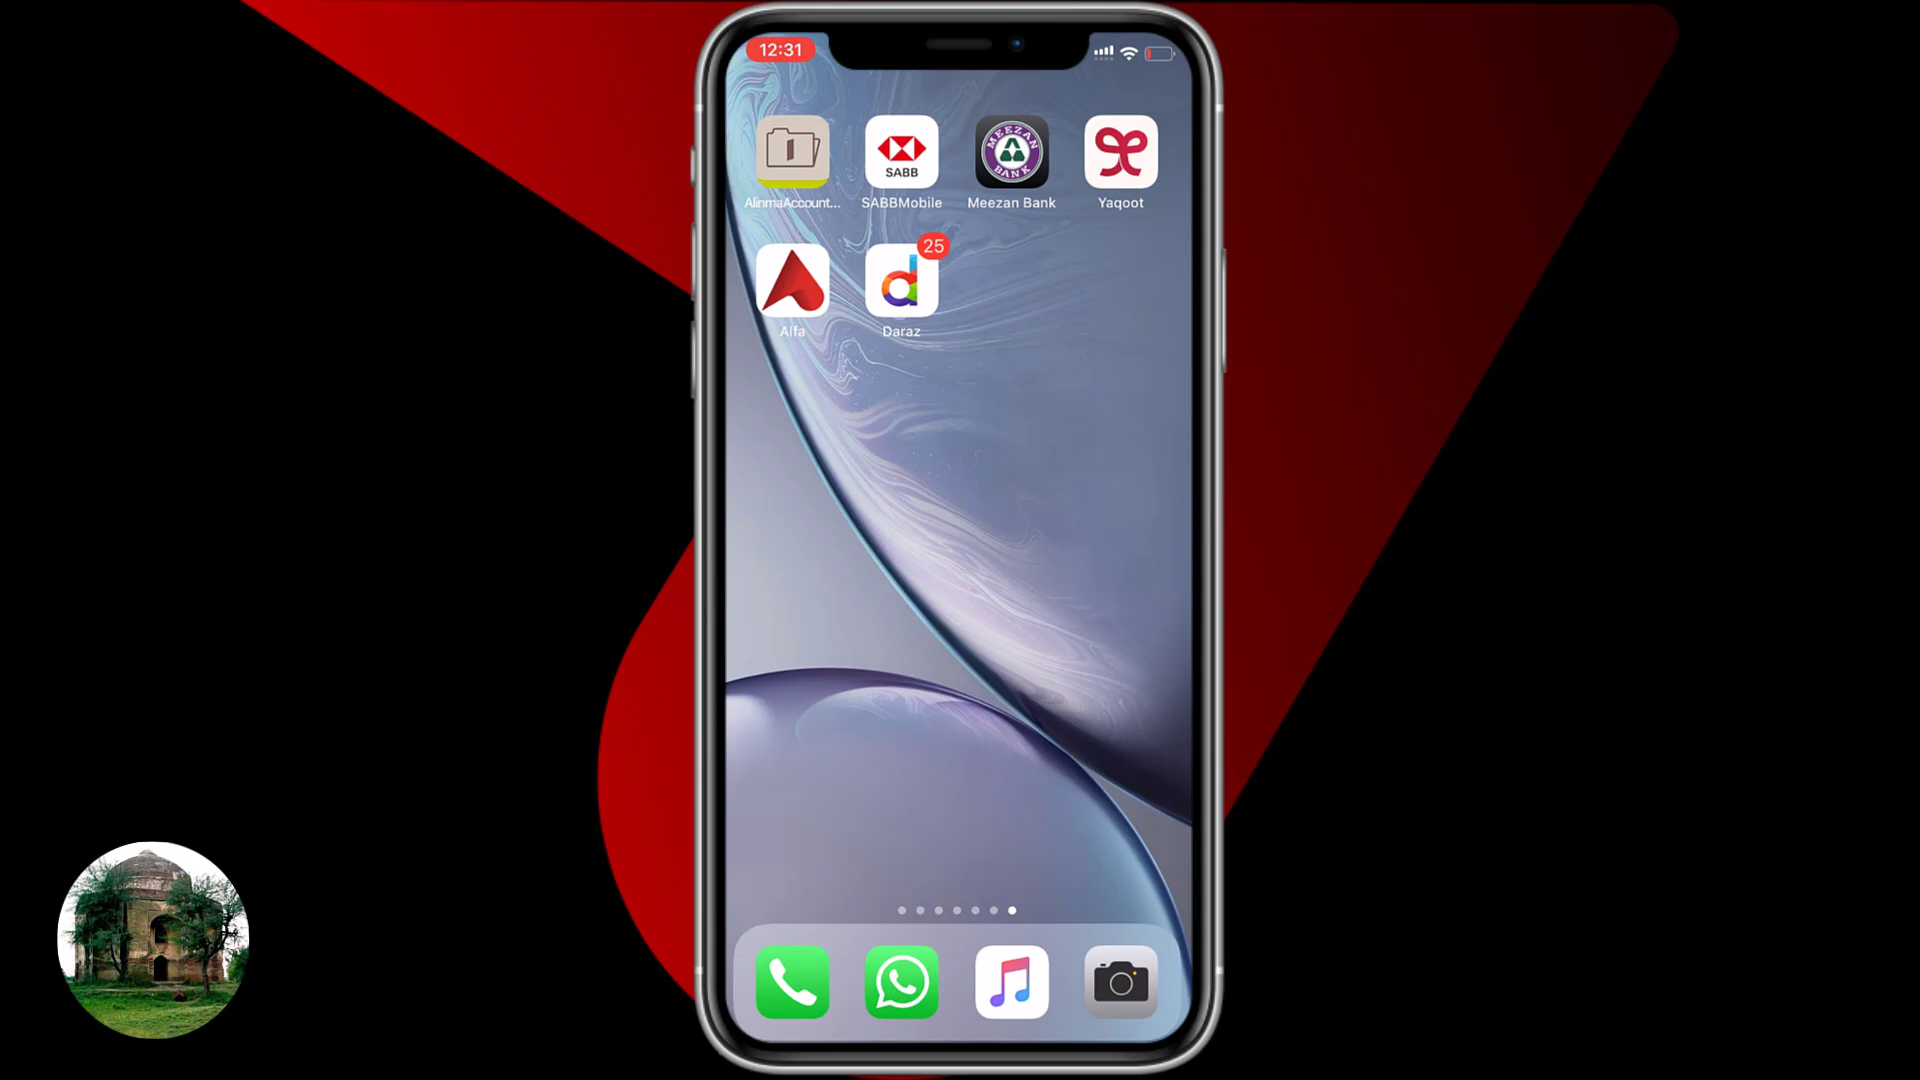 12:31
SABB
MEEZAN BANK
AlinmaAccount... SABBMobile Meezan Bank Yaqoot
25
Alfa Daraz